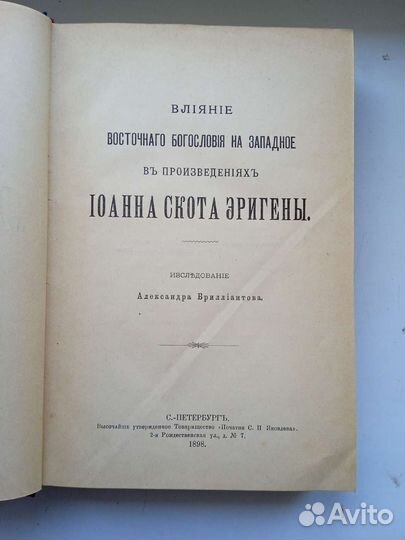 ВЛІЯНІЕ
ВОСТОЧНАГО БОГОСЛОВІЯ НА ЗАПАДНОЕ
ВЪ ПРОИЗВЕДЕНІЯХЪ
ІОАННА СКОТА ЭРИГЕНЫ.
ИЗСЛѢДОВАНІЕ
Александра Брилліантова.
С.-ПЕТЕРБУРГЪ.
Высочайше утвержденное Товарищество «Печатня С. П. Яковлева».
2-я Рождественская ул., д. № 7.
1898.
Avito